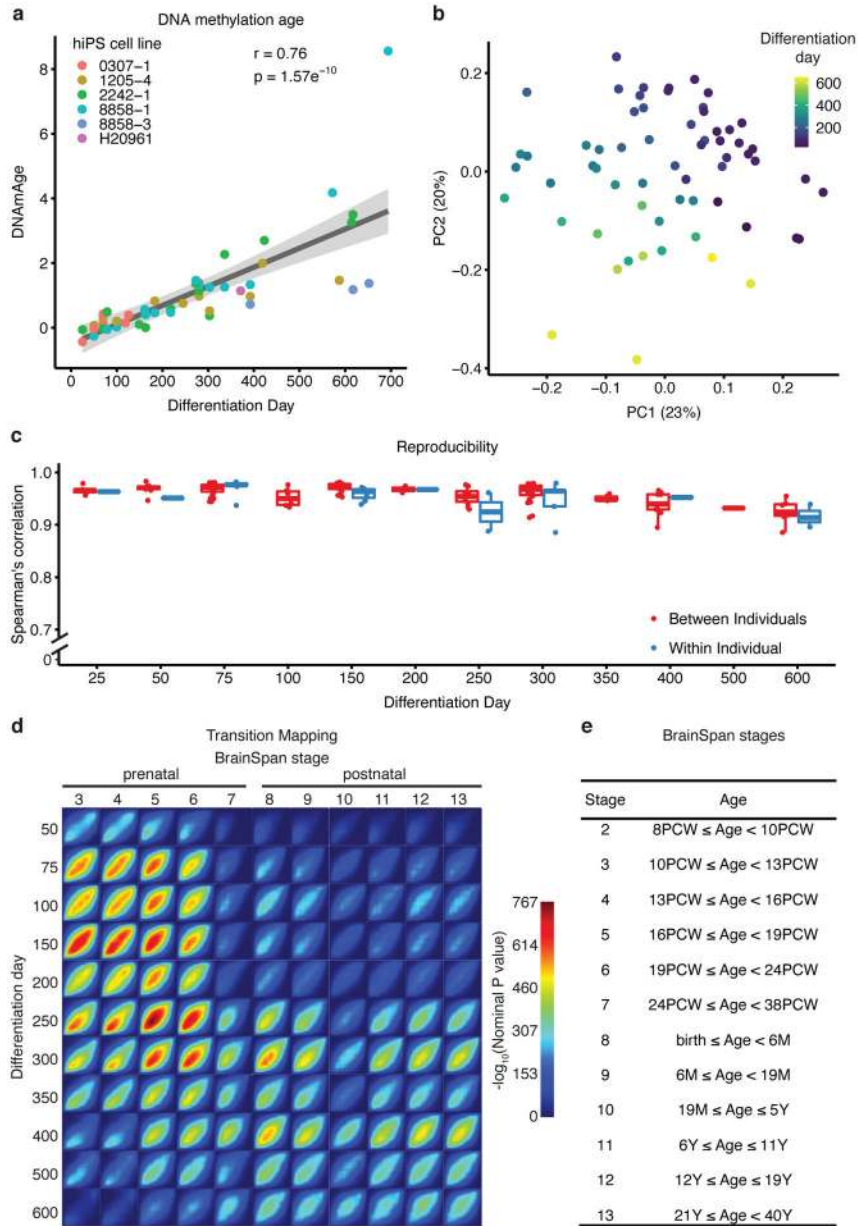 a
DNA methylation age
hiPS cell line
0307−1
1205−4
2242−1
8858−1
8858−3
H20961
r = 0.76
p = 1.57e−10
8
6
4
2
0
DNAmAge
0 100 200 300 400 500 600 700
Differentiation Day
b
Differentiation
day
600
400
200
0.2
0.0
−0.2
−0.4
PC2 (20%)
−0.2 −0.1 0.0 0.1 0.2
PC1 (23%)
c
Reproducibility
1.0
0.9
0.8
0.7
0
Spearman's correlation
Between Individuals
Within Individual
25 50 75 100 150 200 250 300 350 400 500 600
Differentiation Day
d
Transition Mapping
BrainSpan stage
prenatal postnatal
3 4 5 6 7 8 9 10 11 12 13
50
75
100
150
200
250
300
350
400
500
600
Differentiation day
767
614
460
307
153
0
-log10(Nominal P value)
e
BrainSpan stages
Stage Age
2 8PCW ≤ Age < 10PCW
3 10PCW ≤ Age < 13PCW
4 13PCW ≤ Age < 16PCW
5 16PCW ≤ Age < 19PCW
6 19PCW ≤ Age < 24PCW
7 24PCW ≤ Age < 38PCW
8 birth ≤ Age < 6M
9 6M ≤ Age < 19M
10 19M ≤ Age ≤ 5Y
11 6Y ≤ Age ≤ 11Y
12 12Y ≤ Age ≤ 19Y
13 21Y ≤ Age < 40Y